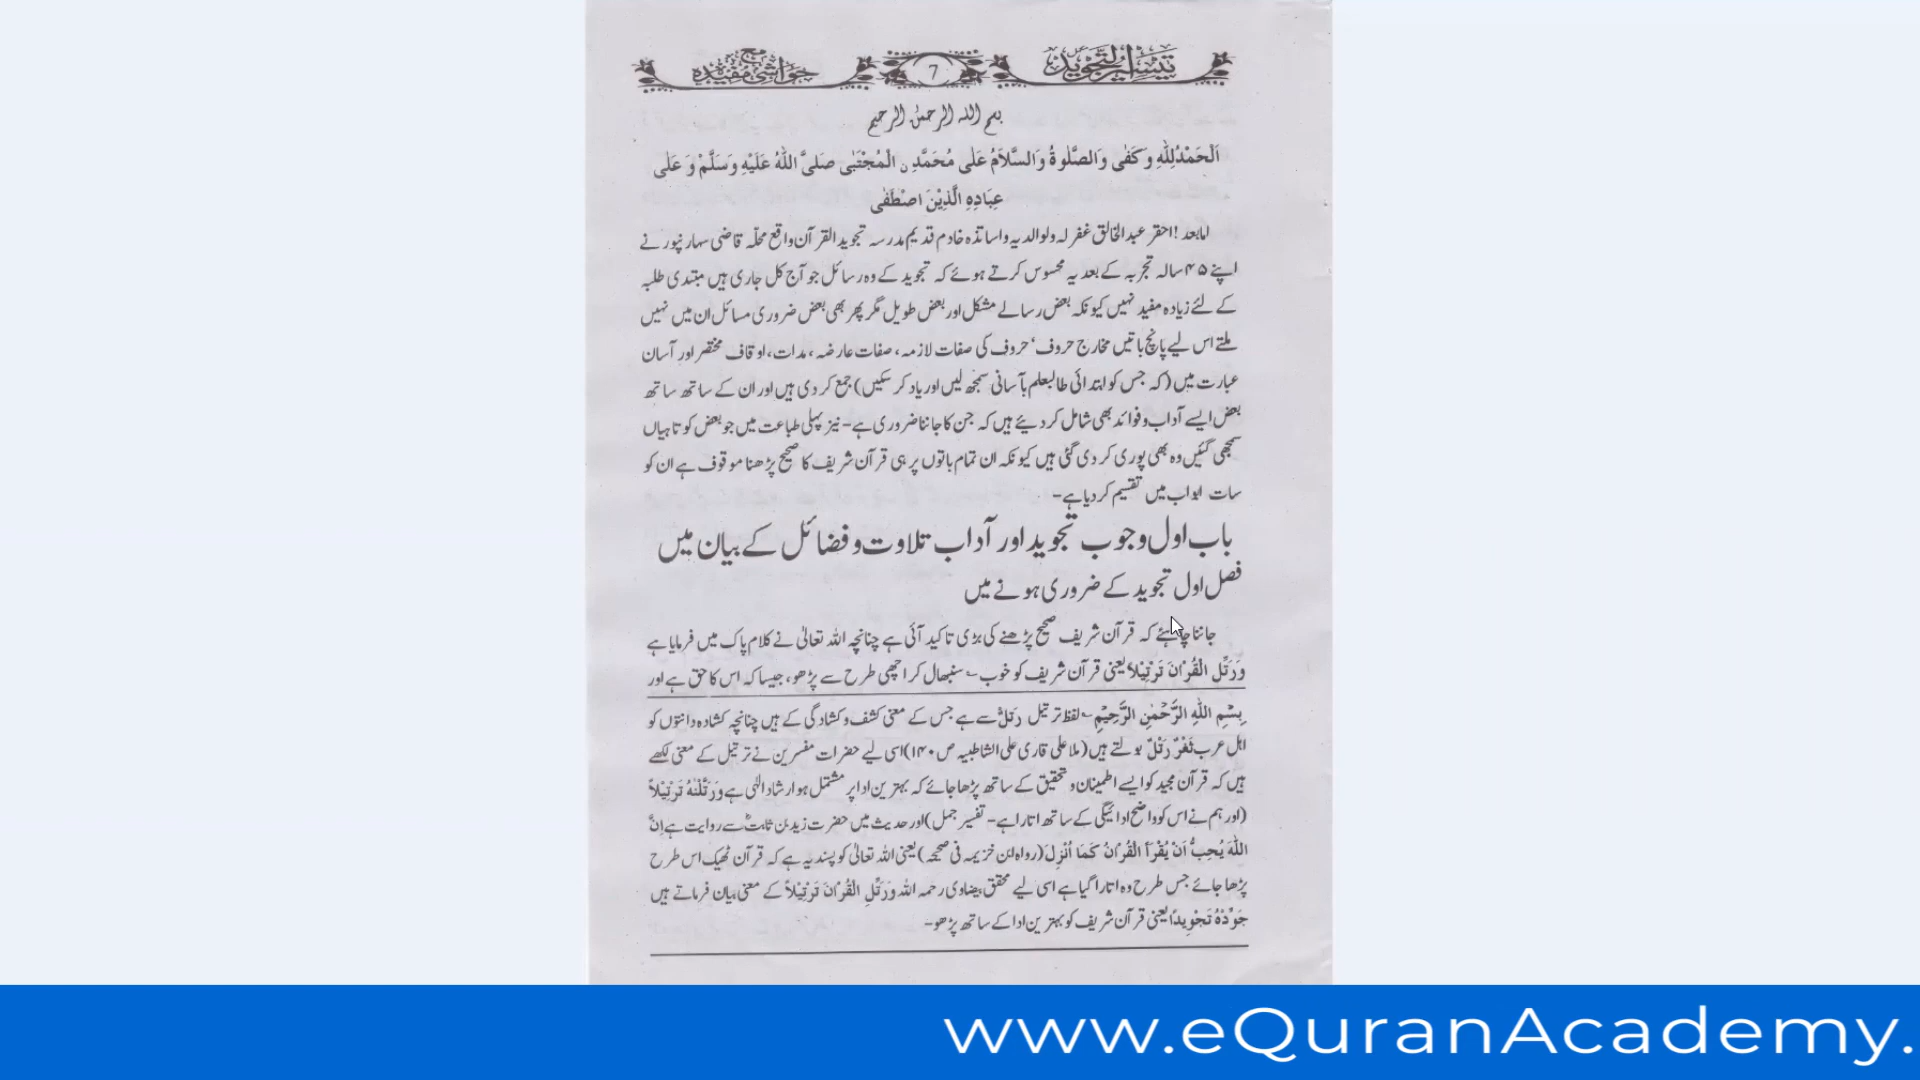 تیسیر التجوید
7
مع حواشی مفیدہ
بسم اللہ الرحمٰن الرحیم
اَلْحَمْدُلِلّٰهِ وَ كَفٰى وَالصَّلٰوةُ وَالسَّلاَمُ عَلٰى مُحَمَّدِ نِ الْمُجْتَبٰى صَلىَّ اللّٰهُ عَلَيْهِ وَسَلَّمْ وَ عَلٰى
عِبَادِهِ الَّذِيْنَ اصْطَفٰى
امابعد ! احقر عبدالخالق غفر لہ ولوالدیہ واساتذہ خادم قدیم مدرسہ تجوید القرآن واقع محلّہ قاضی سہارنپور نے
اپنے ۴۵ سالہ تجربہ کے بعد یہ محسوس کرتے ہوئے کہ تجوید کے وہ رسائل جو آج کل جاری ہیں مبتدی طلبہ
کے لئے زیادہ مفید نہیں کیونکہ بعض رسالے مشکل اور بعض طویل مگر پھر بھی بعض ضروری مسائل ان میں نہیں
ملتے اس لیے پانچ باتیں مخارج حروف‘ حروف کی صفات لازمہ، صفات عارضہ، مدات، اوقاف مختصر اور آسان
عبارت میں (کہ جس کو ابتدائی طالبعلم بآسانی سمجھ لیں اور یاد کر سکیں) جمع کر دی ہیں اور ان کے ساتھ ساتھ
بعض ایسے آداب و فوائد بھی شامل کر دیئے ہیں کہ جن کا جاننا ضروری ہے۔ نیز پہلی طباعت میں جو بعض کوتاہیاں
سمجھی گئیں وہ بھی پوری کر دی گئی ہیں کیونکہ ان تمام باتوں پر ہی قرآن شریف کا صحیح پڑھنا موقوف ہے ان کو
سات ابواب میں تقسیم کر دیا ہے۔
باب اول وجوب تجوید اور آداب تلاوت و فضائل کے بیان میں
فصل اول تجوید کے ضروری ہونے میں
جاننا چاہئے کہ قرآن شریف صحیح پڑھنے کی بڑی تاکید آئی ہے چنانچہ اللہ تعالیٰ نے کلام پاک میں فرمایا ہے
وَرَتِّلِ الْقُرْاٰنَ تَرْتِيْلاً یعنی قرآن شریف کو خوب سنبھال کر اچھی طرح سے پڑھو، جیسا کہ اس کا حق ہے اور
بِسْمِ اللّٰهِ الرَّحْمٰنِ الرَّحِيْمِ لفظ ترتیل رَتَلٌ سے ہے جس کے معنی کشف و کشادگی کے ہیں چنانچہ کشادہ دانتوں کو
اہل عرب ثَغْرٌ رَتْلٌ بولتے ہیں (ملا علی قاری علی الشاطبیہ ص ۱۴۰) اسی لیے حضرات مفسرین نے ترتیل کے معنی لکھے
ہیں کہ قرآن مجید کو ایسے اطمینان و تحقیق کے ساتھ پڑھا جائے کہ بہترین ادا پر مشتمل ہو ارشاد الٰہی ہے وَرَتَّلْنٰهُ تَرْتِيْلاً
(اور ہم نے اس کو واضح ادائیگی کے ساتھ اتارا ہے۔ تفسیر جمل) اور حدیث میں حضرت زید بن ثابتؓ سے روایت ہے اِنَّ
اللّٰهَ يُحِبُّ اَنْ يُقْرَأَ الْقُرْاٰنُ كَمَا اُنْزِلَ (رواہ ابن خزیمہ فی صحیحہ) یعنی اللہ تعالیٰ کو پسند یہ ہے کہ قرآن ٹھیک اس طرح
پڑھا جائے جس طرح وہ اتارا گیا ہے اسی لیے محقق بیضاوی رحمہ اللہ وَرَتِّلِ الْقُرْاٰنَ تَرْتِيْلاً کے معنی بیان فرماتے ہیں
جَوِّدْهُ تَجْوِيْدًا یعنی قرآن شریف کو بہترین ادا کے ساتھ پڑھو۔
www.eQuranAcademy.